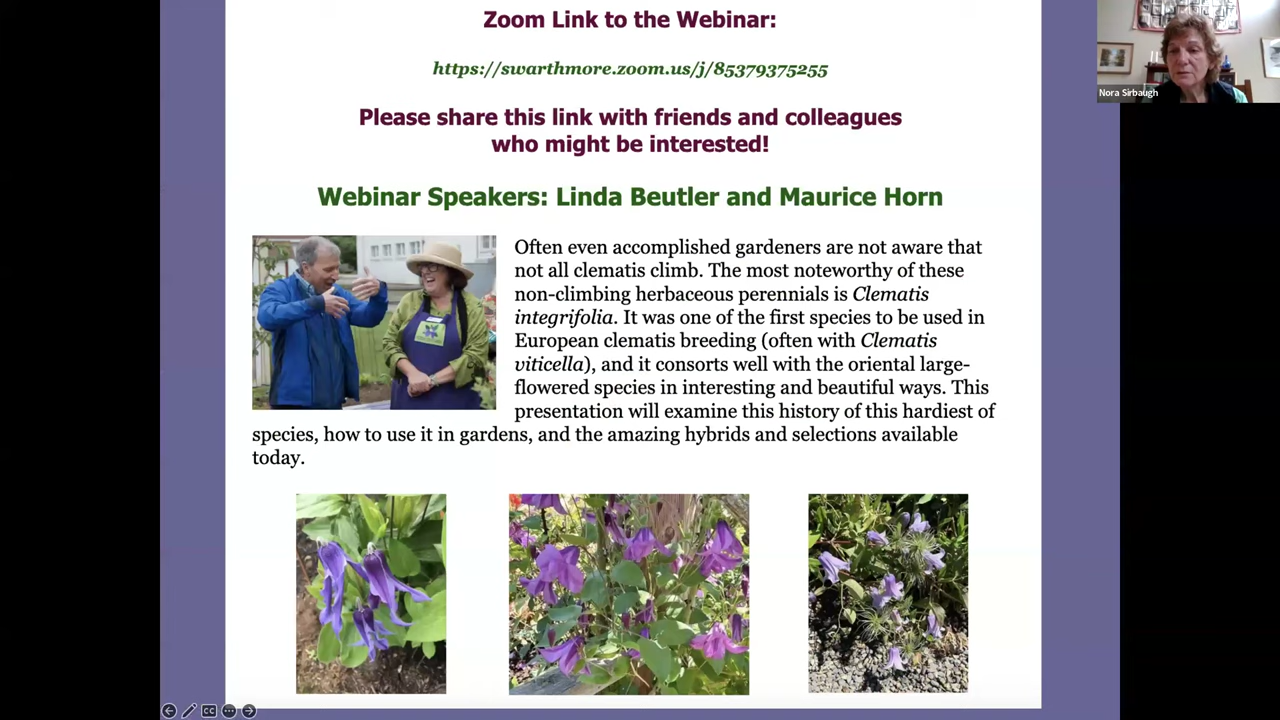 Zoom Link to the Webinar:
https://swarthmore.zoom.us/j/85379375255
Please share this link with friends and colleagues
who might be interested!
Webinar Speakers: Linda Beutler and Maurice Horn
Often even accomplished gardeners are not aware that
not all clematis climb. The most noteworthy of these
non-climbing herbaceous perennials is Clematis
integrifolia. It was one of the first species to be used in
European clematis breeding (often with Clematis
viticella), and it consorts well with the oriental large-
flowered species in interesting and beautiful ways. This
presentation will examine this history of this hardiest of
species, how to use it in gardens, and the amazing hybrids and selections available
today.
Nora Sirbaugh
CC